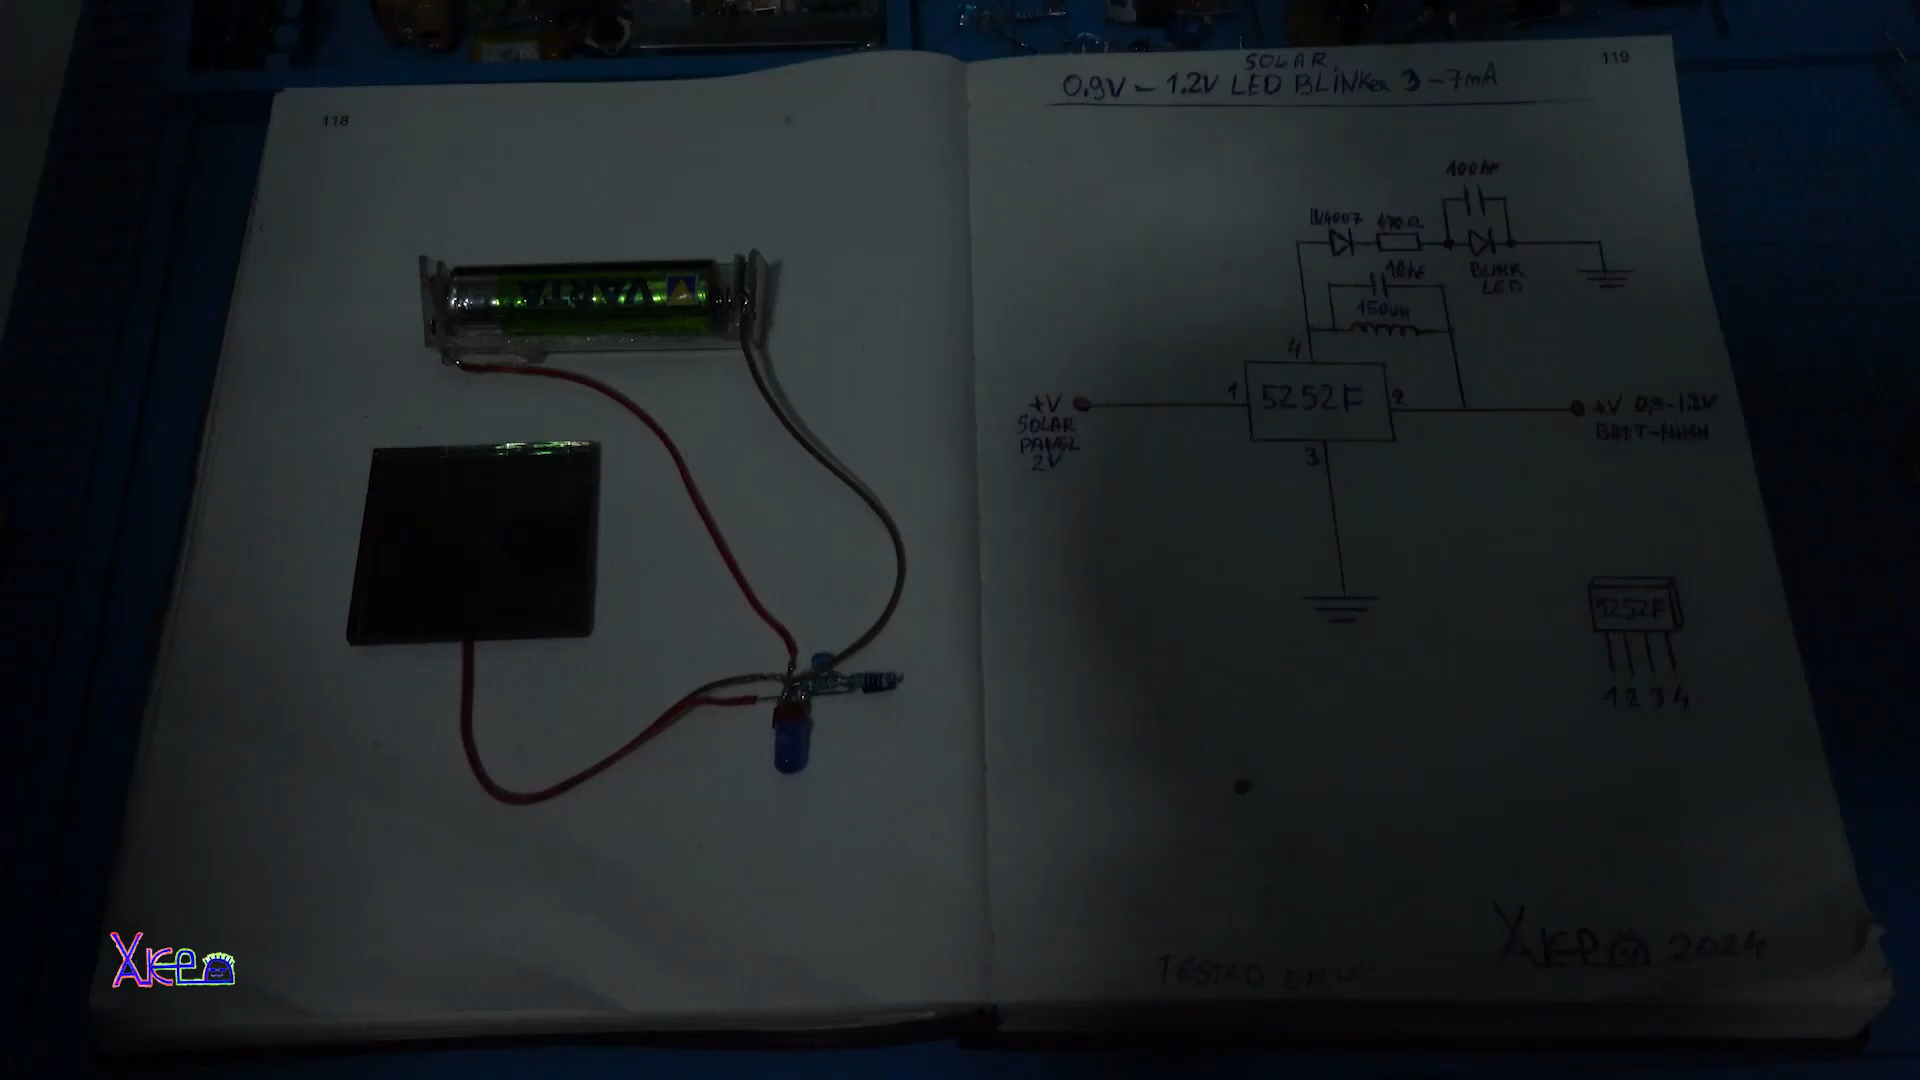 118
VARTA
SOLAR
119
0,9V - 1.2V LED BLINKER 3-7mA
100nF
1N4007 470Ω
10nF
BLINK
LED
150uH
4
1 5252F 2
3
+V
SOLAR
PANEL
2V
+V 0,9-1.2V
BATT-NiMH
5252F
1 2 3 4
XKEP 2024
TESTED
XKEP